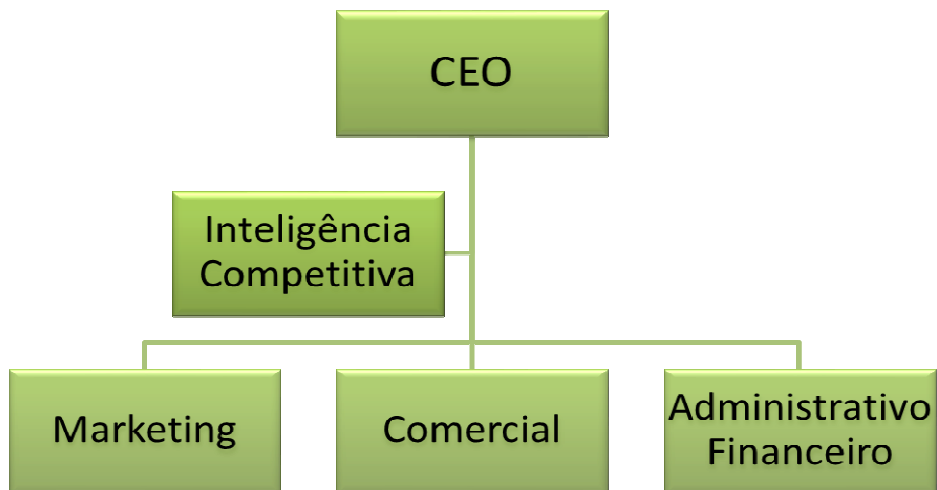 CEO
Inteligência
Competitiva
Marketing
Comercial
Administrativo
Financeiro